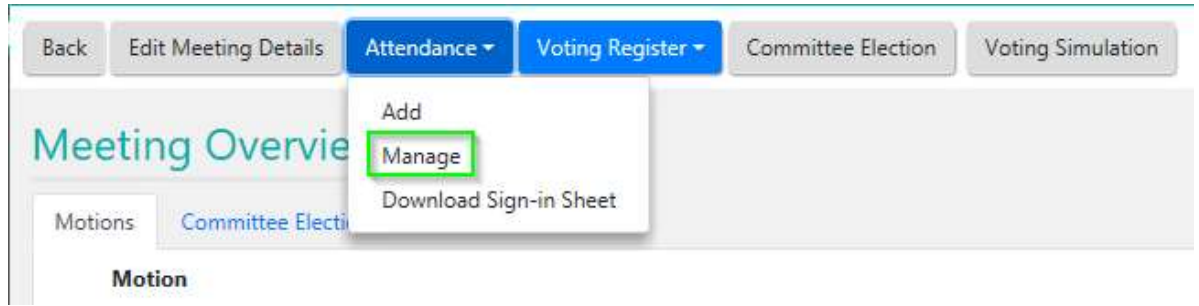 Back Edit Meeting Details Attendance Voting Register Committee Election Voting Simulation
Add
Meeting Overvie
Manage
Download Sign-in Sheet
Motions Committee Electi
Motion